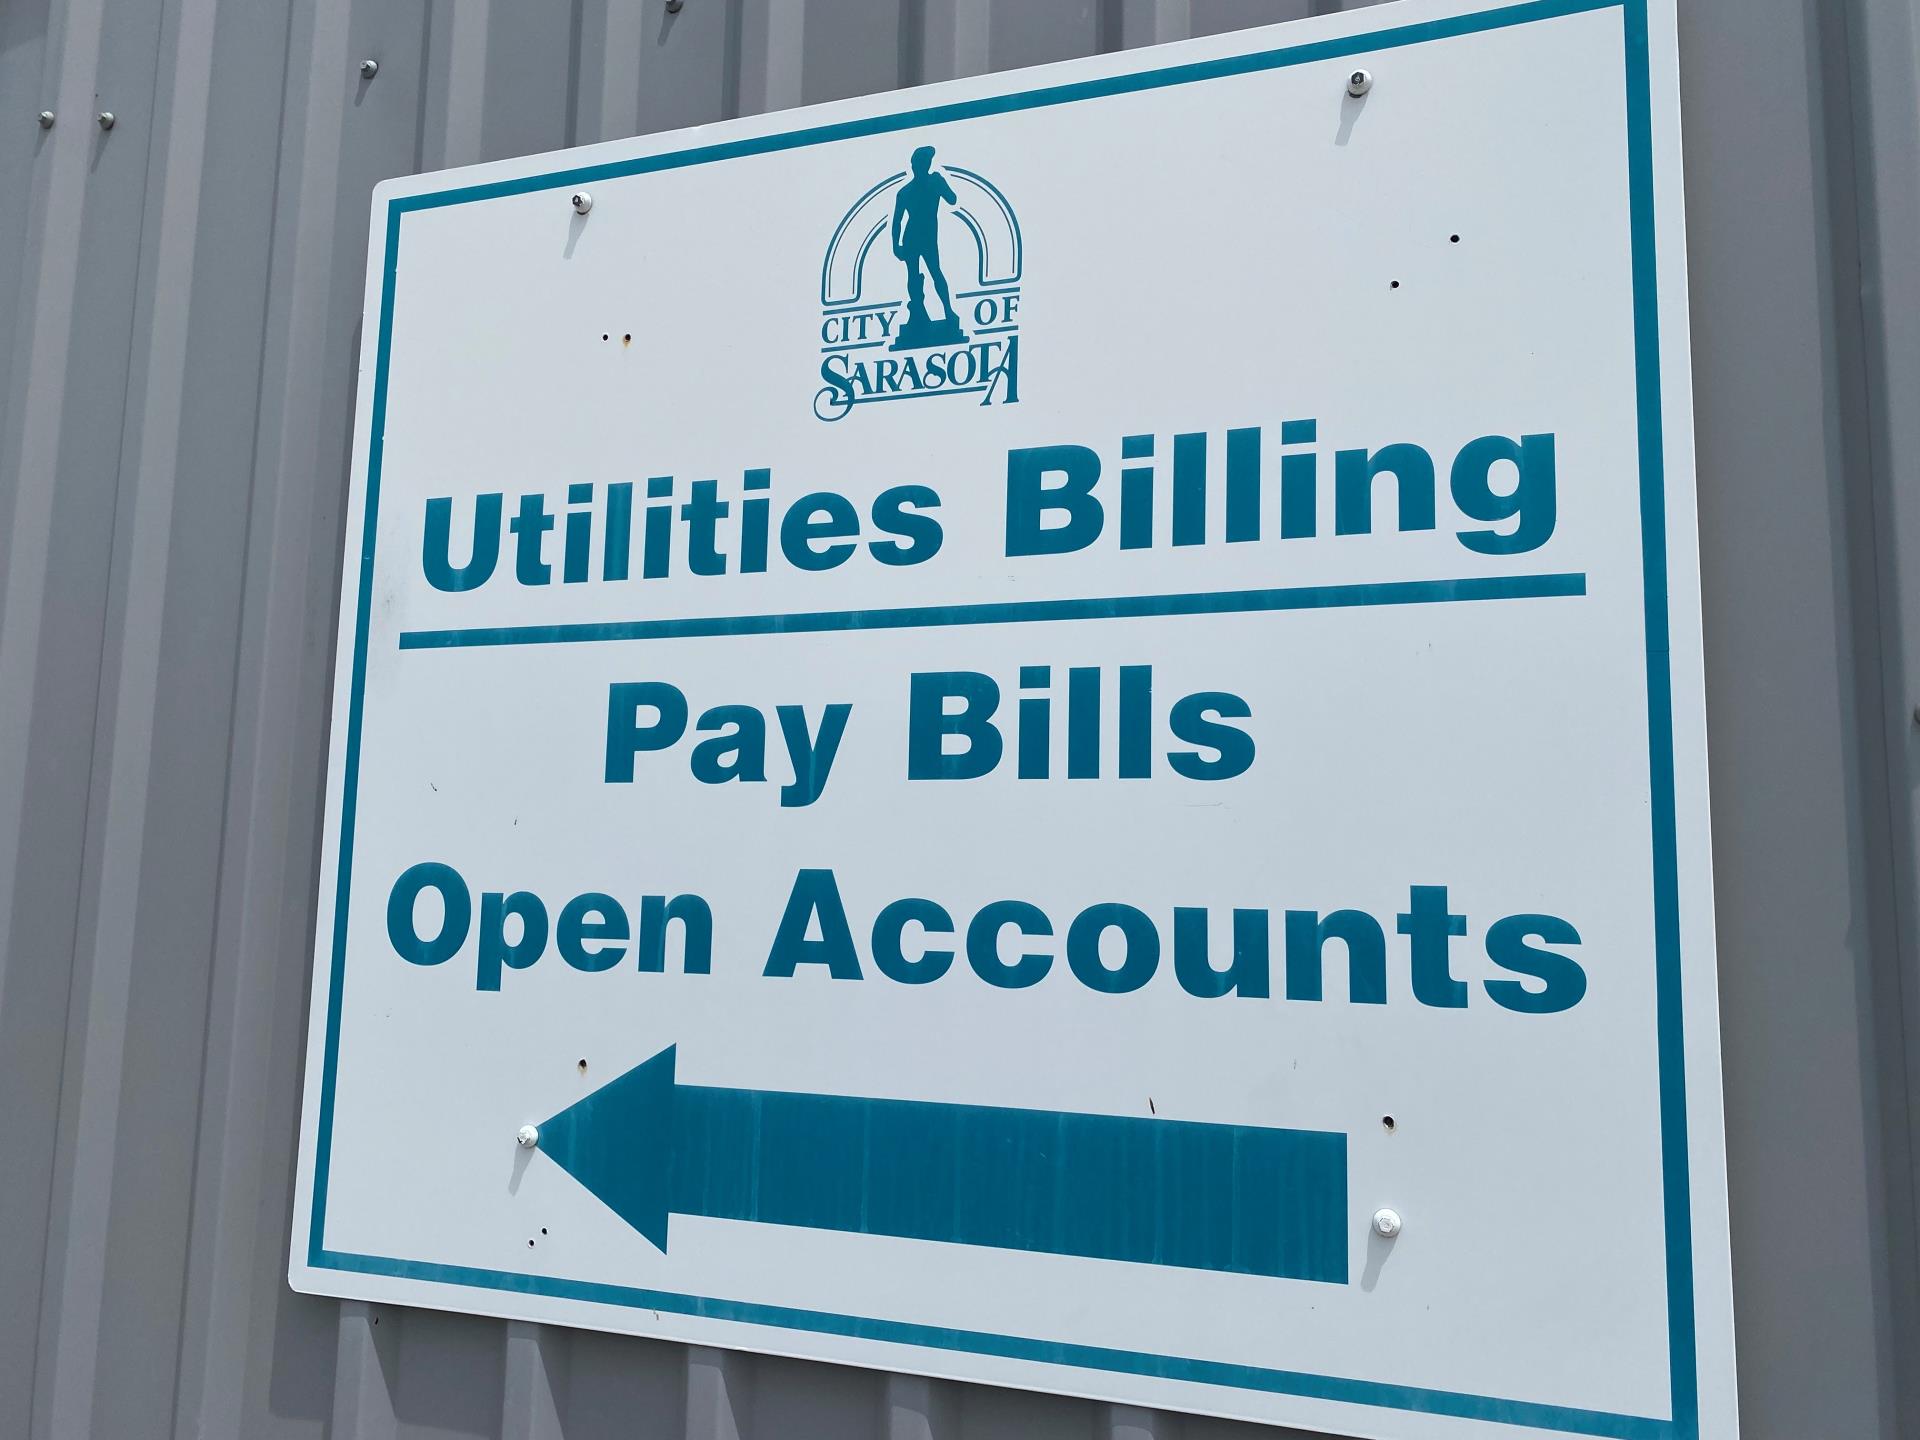 CITY OF
SARASOTA
Utilities Billing
Pay Bills
Open Accounts